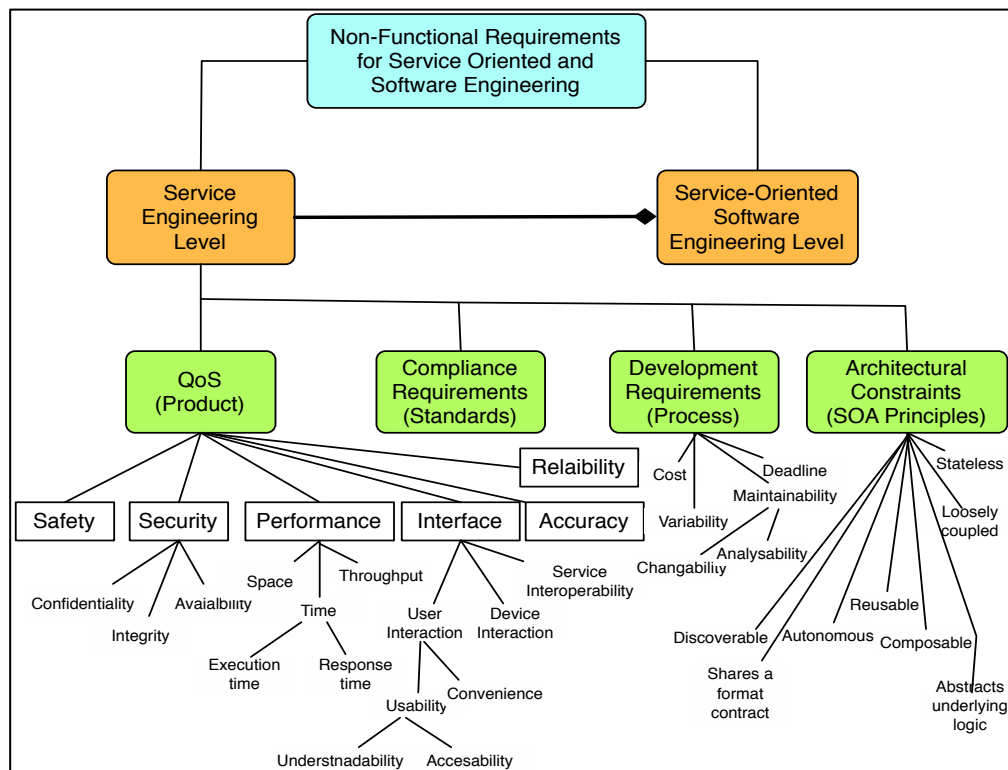 Non-Functional Requirements
for Service Oriented and
Software Engineering
Service
Engineering
Level
Service-Oriented
Software
Engineering Level
QoS
(Product)
Compliance
Requirements
(Standards)
Development
Requirements
(Process)
Architectural
Constraints
(SOA Principles)
Relaibility
Cost
Deadline
Stateless
Maintainability
Safety
Security
Performance
Interface
Accuracy
Variability
Loosely
coupled
Changability
Analysability
Space
Throughput
Service
Interoperability
Confidentiality
Avaialbility
Integrity
Time
User
Interaction
Device
Interaction
Reusable
Discoverable
Autonomous
Composable
Execution
time
Response
time
Shares a
format
contract
Convenience
Abstracts
underlying
logic
Usability
Understnadability
Accesability